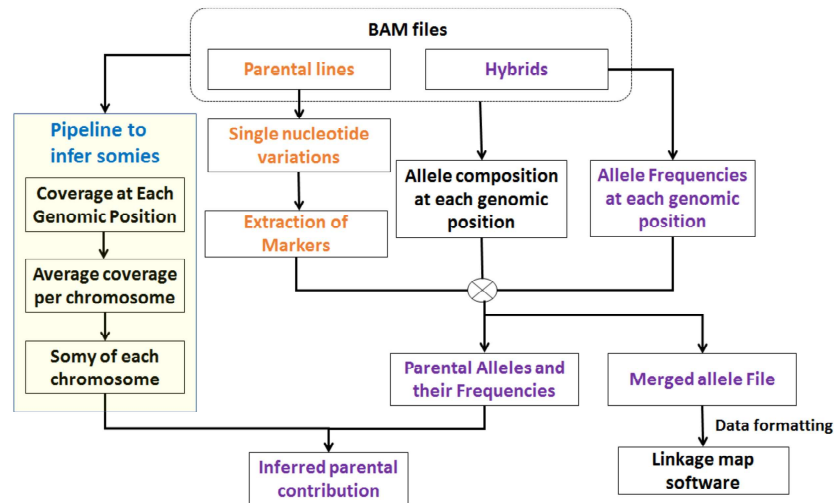 BAM files
Parental lines
Hybrids
Pipeline to
infer somies
Single nucleotide
variations
Coverage at Each
Genomic Position
Allele composition
at each genomic
position
Allele Frequencies
at each genomic
position
Extraction of
Markers
Average coverage
per chromosome
Somy of each
chromosome
Parental Alleles and
their Frequencies
Merged allele File
Data formatting
Inferred parental
contribution
Linkage map
software